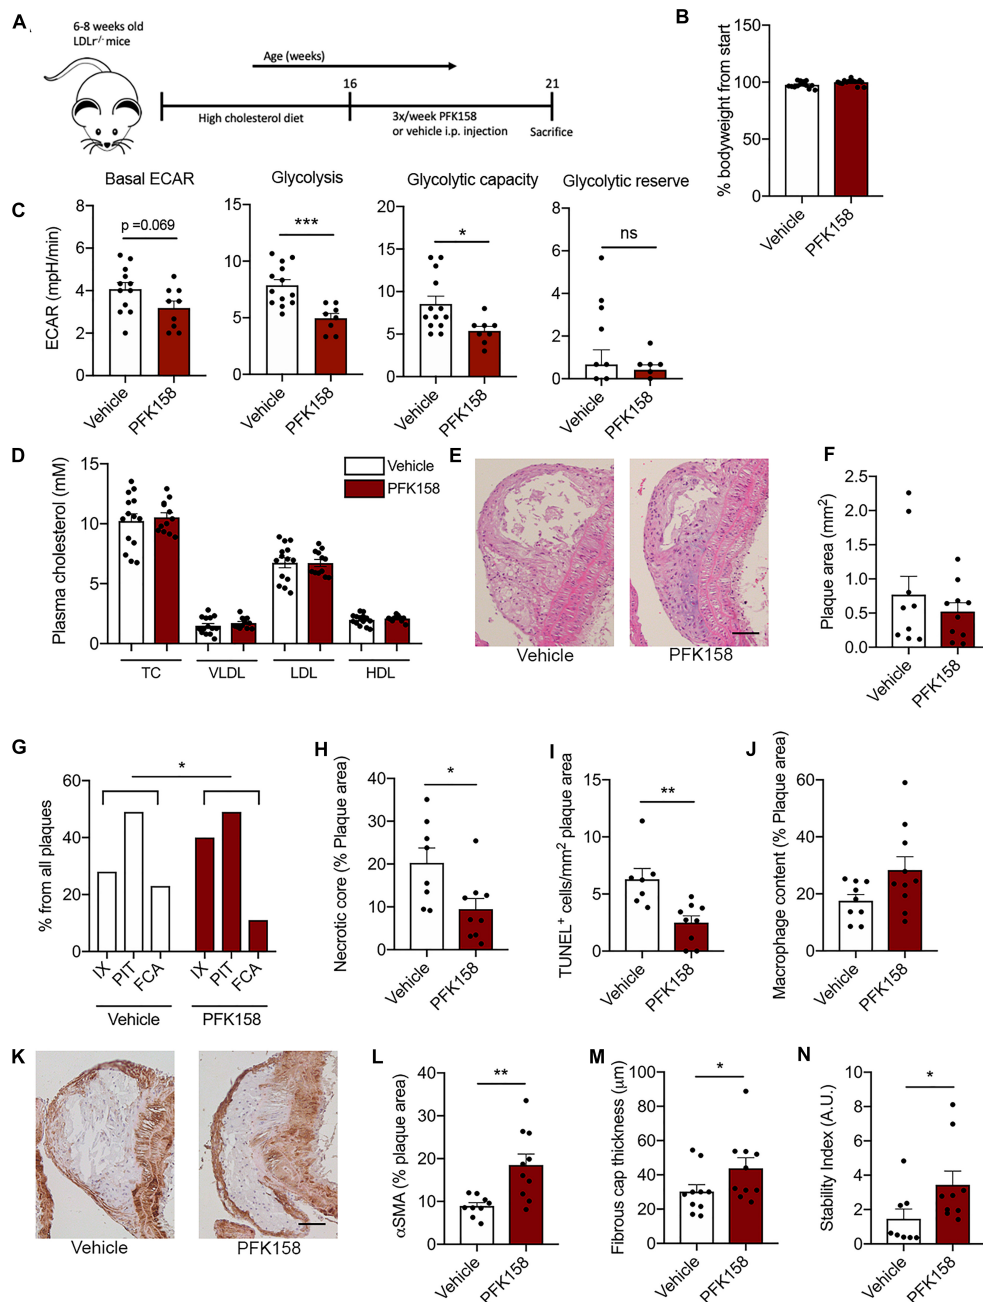 A
6-8 weeks old
LDLr-/- mice
Age (weeks)
16
21
High cholesterol diet
3x/week PFK158
or vehicle i.p. injection
Sacrifice
B
% bodyweight from start
150
100
50
0
Vehicle
PFK158
C
Basal ECAR
ECAR (mpH/min)
8
6
4
2
0
p =0.069
Vehicle
PFK158
Glycolysis
15
10
5
0
***
Vehicle
PFK158
Glycolytic capacity
20
15
10
5
0
*
Vehicle
PFK158
Glycolytic reserve
8
6
4
2
0
ns
Vehicle
PFK158
D
Plasma cholesterol (mM)
15
10
5
0
Vehicle
PFK158
TC
VLDL
LDL
HDL
E
Vehicle
PFK158
F
Plaque area (mm²)
2.5
2.0
1.5
1.0
0.5
0.0
Vehicle
PFK158
G
% from all plaques
60
40
20
0
*
IX
PIT
FCA
IX
PIT
FCA
Vehicle
PFK158
H
Necrotic core (% Plaque area)
40
30
20
10
0
*
Vehicle
PFK158
I
TUNEL⁺ cells/mm² plaque area
15
10
5
0
**
Vehicle
PFK158
J
Macrophage content (% Plaque area)
60
40
20
0
Vehicle
PFK158
K
Vehicle
PFK158
L
αSMA (% plaque area)
40
30
20
10
0
**
Vehicle
PFK158
M
Fibrous cap thickness (μm)
100
80
60
40
20
0
*
Vehicle
PFK158
N
Stability Index (A.U.)
10
8
6
4
2
0
*
Vehicle
PFK158